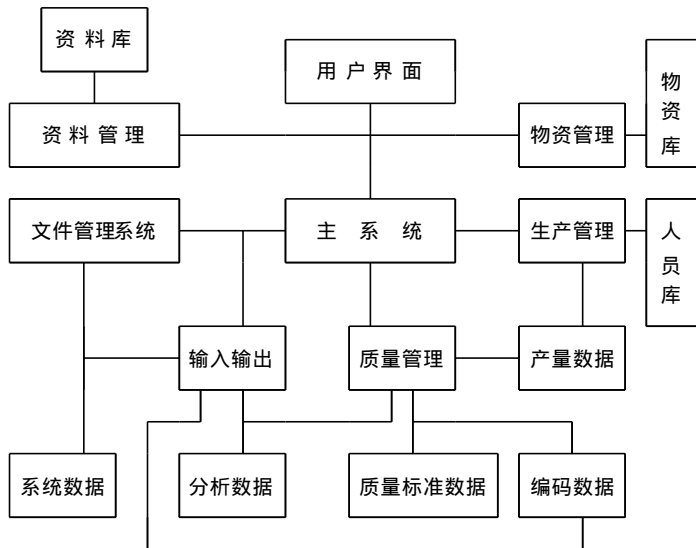 资 料 库
用 户 界 面
物资库
资 料 管 理
物资管理
文件管理系统
主 系 统
生产管理
人员库
输入输出
质量管理
产量数据
系统数据
分析数据
质量标准数据
编码数据